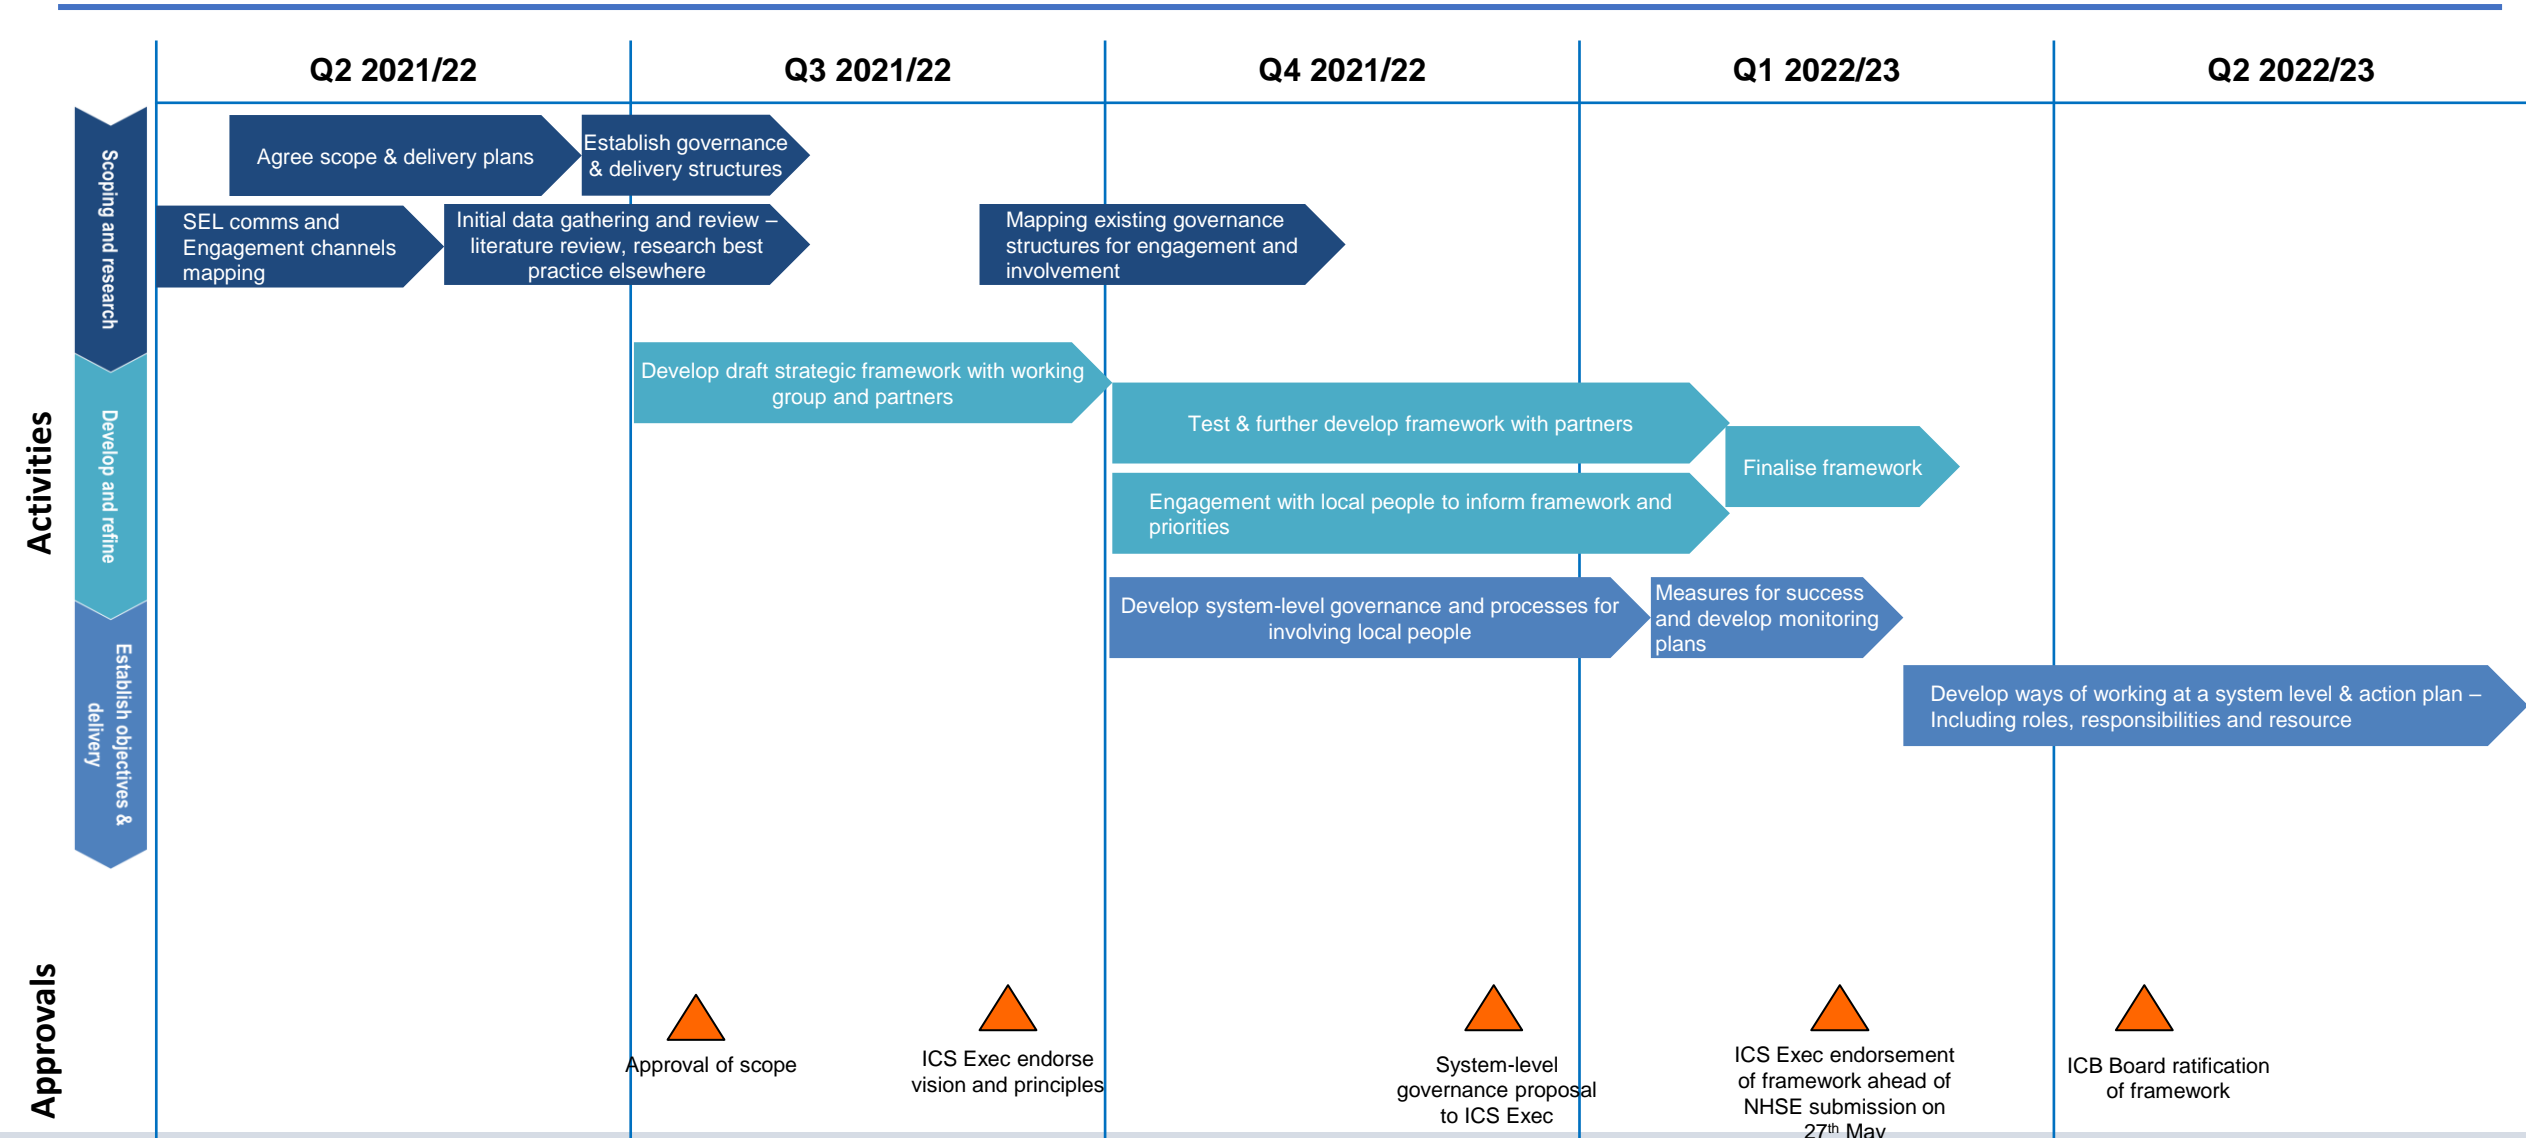 Q2 2021/22
Q3 2021/22
Q4 2021/22
Q1 2022/23
Q2 2022/23
Activities
Scoping and research
Agree scope & delivery plans
Establish governance
& delivery structures
SEL comms and
Engagement channels
mapping
Initial data gathering and review –
literature review, research best
practice elsewhere
Mapping existing governance
structures for engagement and
involvement
Develop and refine
Develop draft strategic framework with working
group and partners
Test & further develop framework with partners
Finalise framework
Engagement with local people to inform framework and
priorities
Establish objectives &
delivery
Develop system-level governance and processes for
involving local people
Measures for success
and develop monitoring
plans
Develop ways of working at a system level & action plan –
Including roles, responsibilities and resource
Approvals
Approval of scope
ICS Exec endorse
vision and principles
System-level
governance proposal
to ICS Exec
ICS Exec endorsement
of framework ahead of
NHSE submission on
27th May
ICB Board ratification
of framework